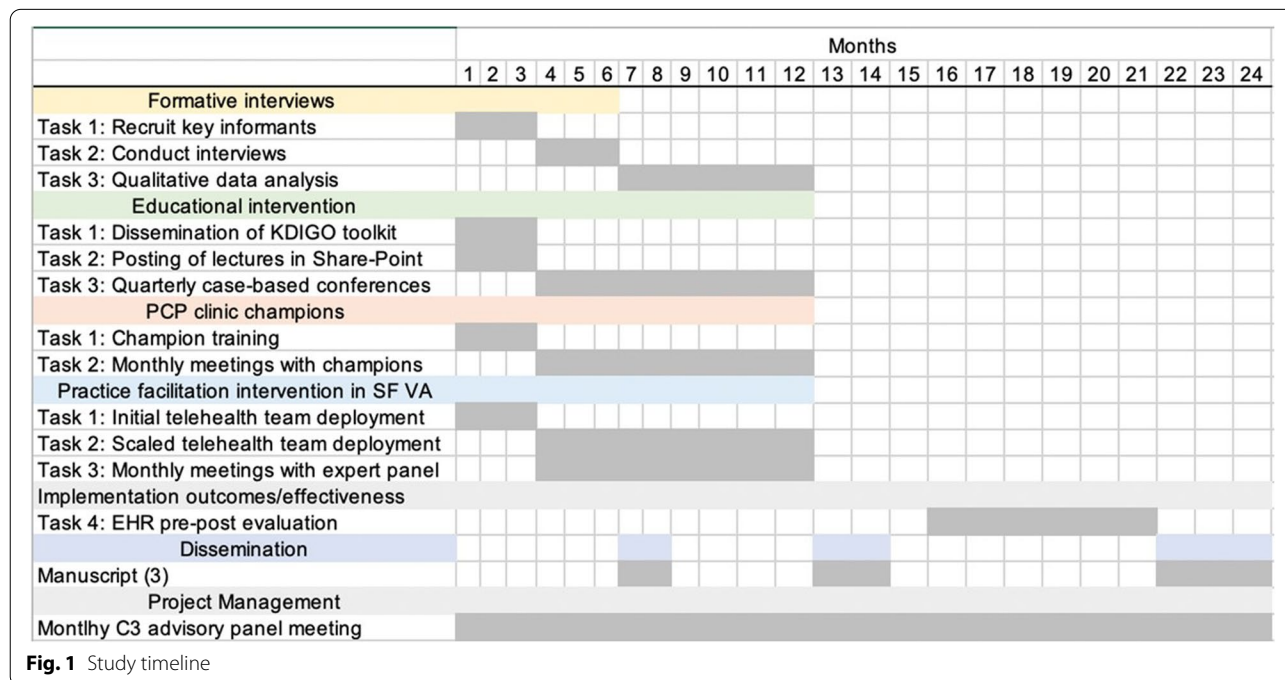 Months
1 2 3 4 5 6 7 8 9 10 11 12 13 14 15 16 17 18 19 20 21 22 23 24
Formative interviews
Task 1: Recruit key informants
Task 2: Conduct interviews
Task 3: Qualitative data analysis
Educational intervention
Task 1: Dissemination of KDIGO toolkit
Task 2: Posting of lectures in Share-Point
Task 3: Quarterly case-based conferences
PCP clinic champions
Task 1: Champion training
Task 2: Monthly meetings with champions
Practice facilitation intervention in SF VA
Task 1: Initial telehealth team deployment
Task 2: Scaled telehealth team deployment
Task 3: Monthly meetings with expert panel
Implementation outcomes/effectiveness
Task 4: EHR pre-post evaluation
Dissemination
Manuscript (3)
Project Management
Montlhy C3 advisory panel meeting
Fig. 1 Study timeline